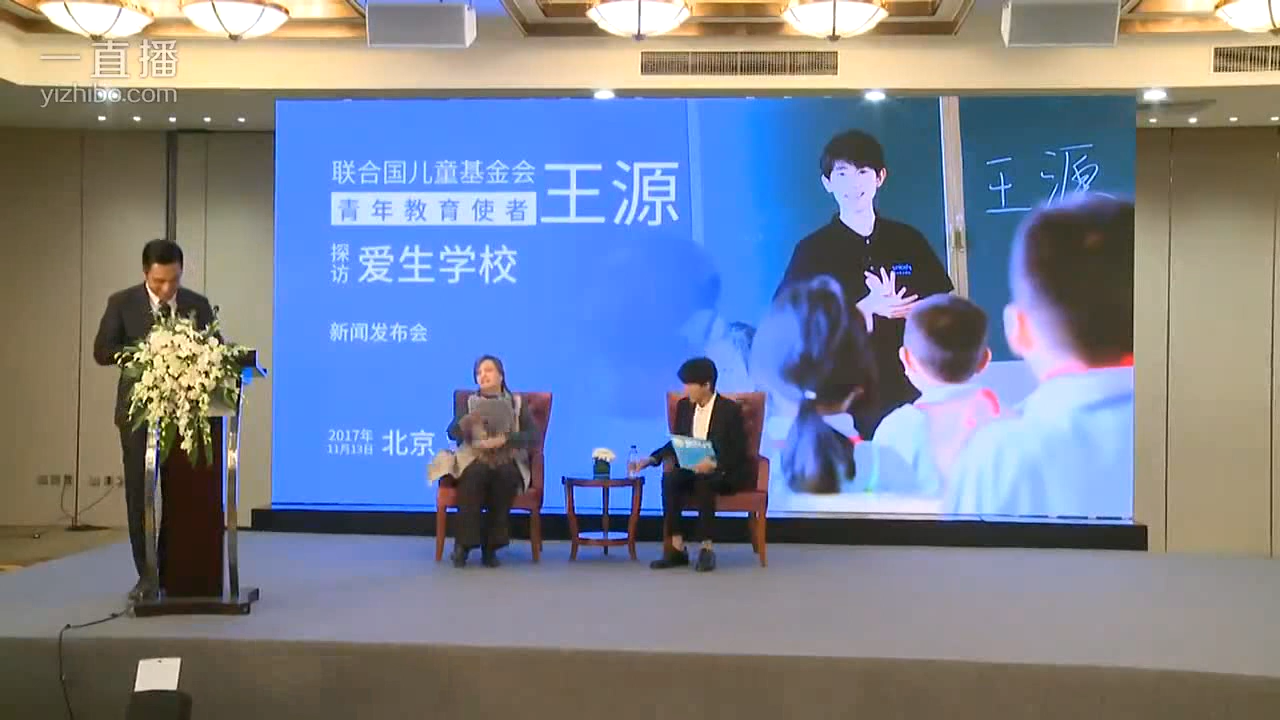 一直播
yizhibo.com
联合国儿童基金会
青年教育使者
王源
探访
爱生学校
新闻发布会
2017年
11月13日
北京
王源